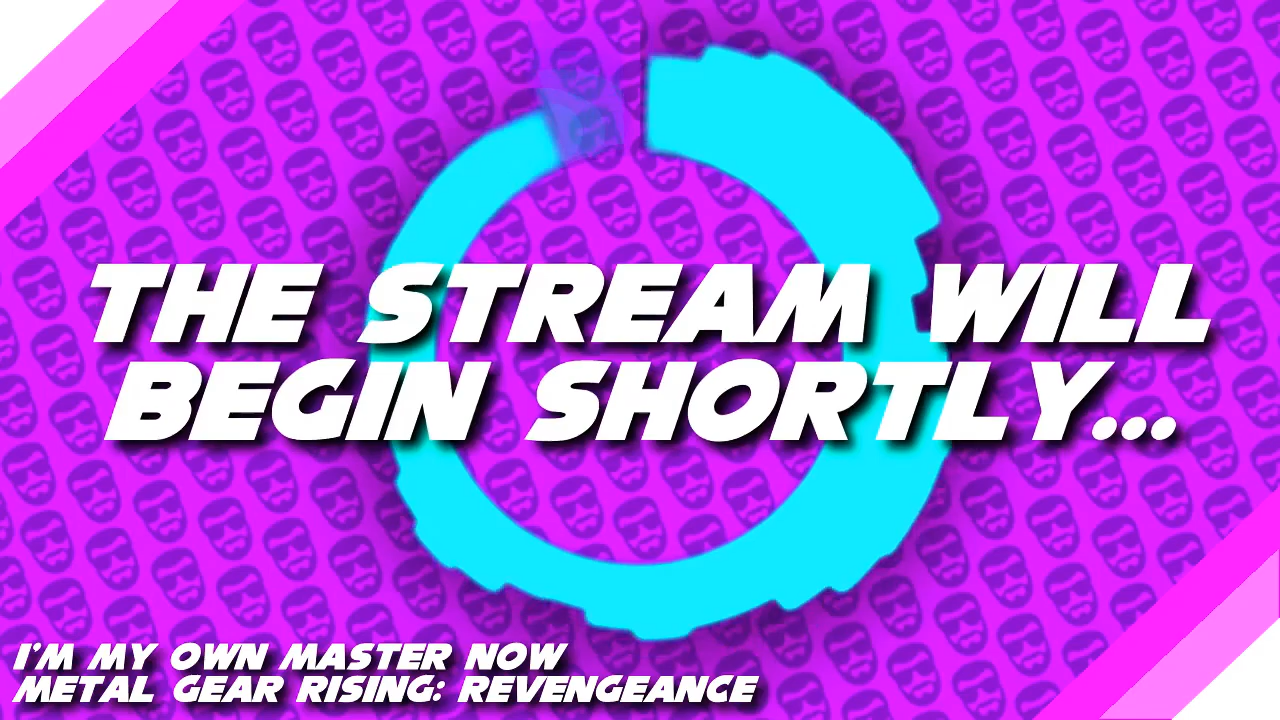 THE STREAM WILL
BEGIN SHORTLY...
I'M MY OWN MASTER NOW
METAL GEAR RISING: REVENGEANCE